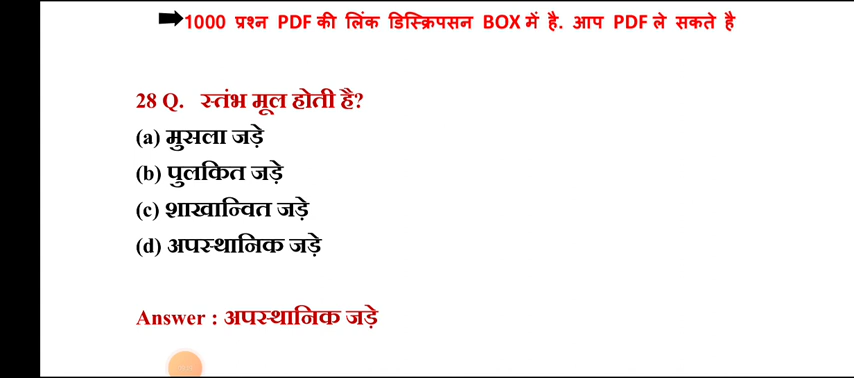 1000 प्रश्न PDF की लिंक डिस्क्रिपसन BOX में है. आप PDF ले सकते है
28 Q. स्तंभ मूल होती है?
(a) मुसला जड़े
(b) पुलकित जड़े
(c) शाखान्वित जड़े
(d) अपस्थानिक जड़े
Answer : अपस्थानिक जड़े